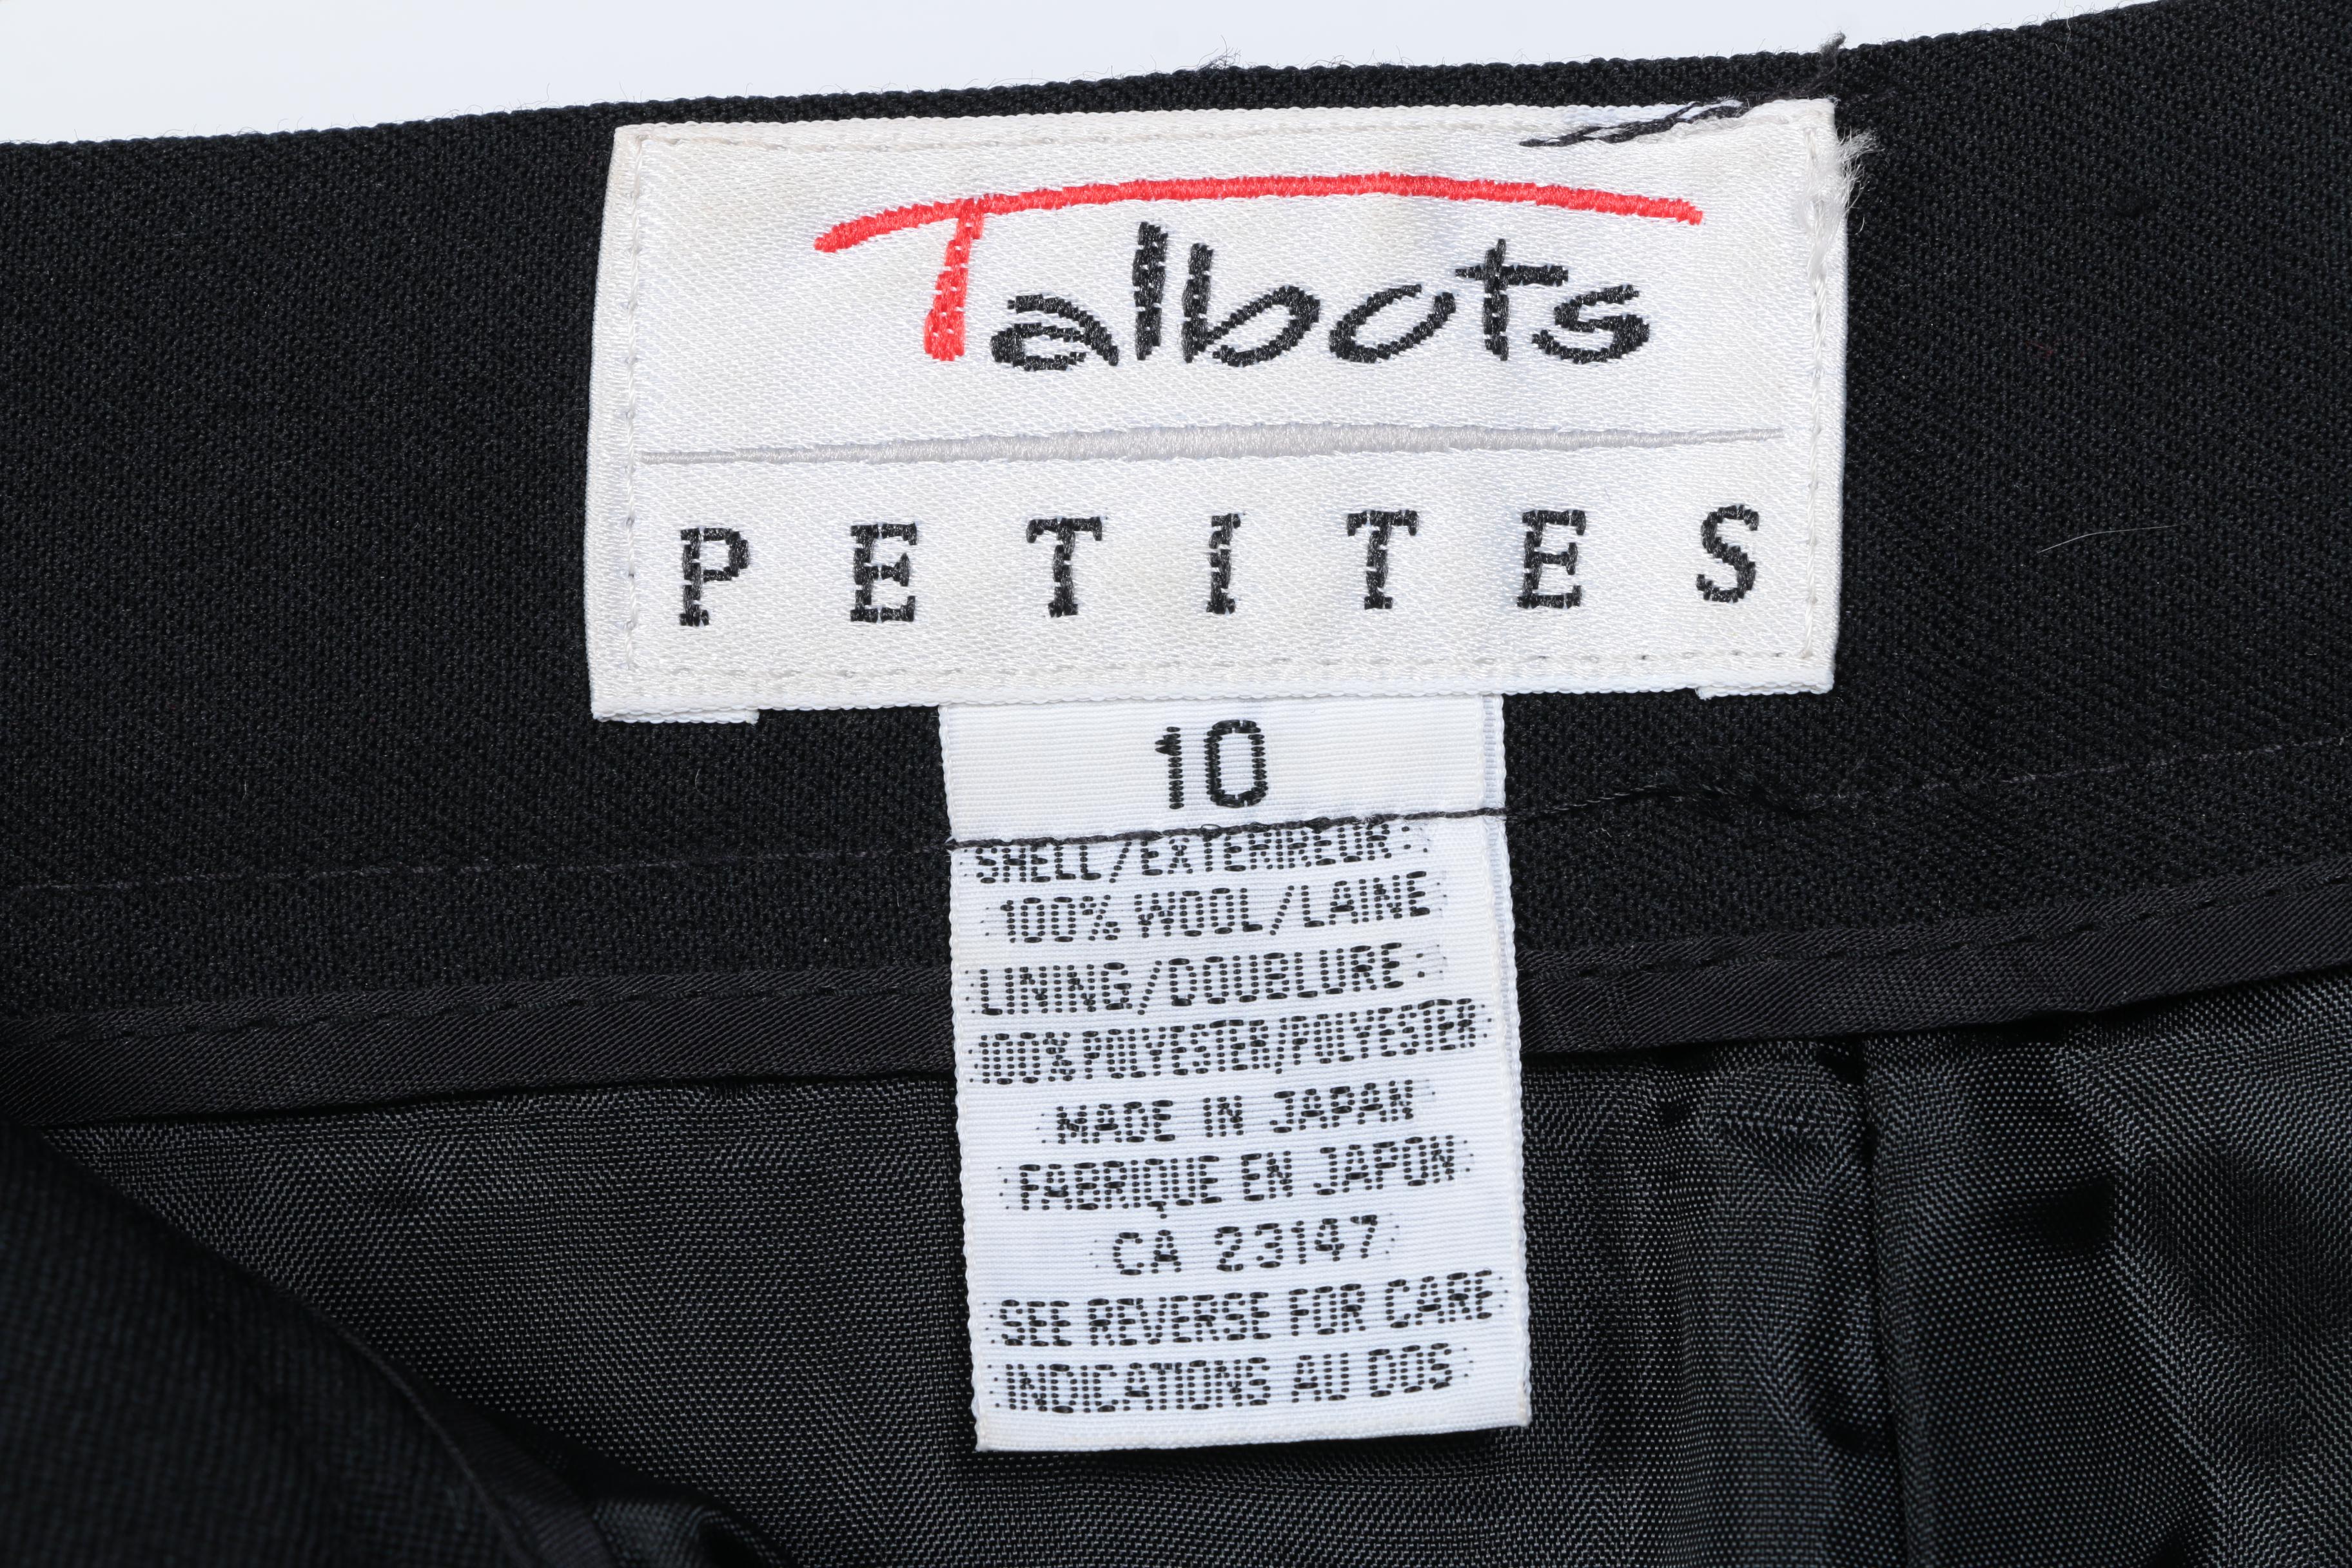 Talbots
PETITES
10
SHELL/EXTERIREUR:
100% WOOL/LAINE
LINING/DOUBLURE:
100% POLYESTER/POLYESTER
MADE IN JAPAN
FABRIQUE EN JAPON
CA 23147
SEE REVERSE FOR CARE
INDICATIONS AU DOS